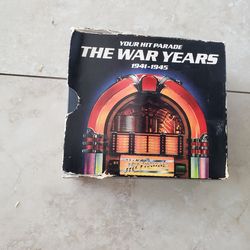 YOUR HIT PARADE
THE WAR YEARS
1941-1945